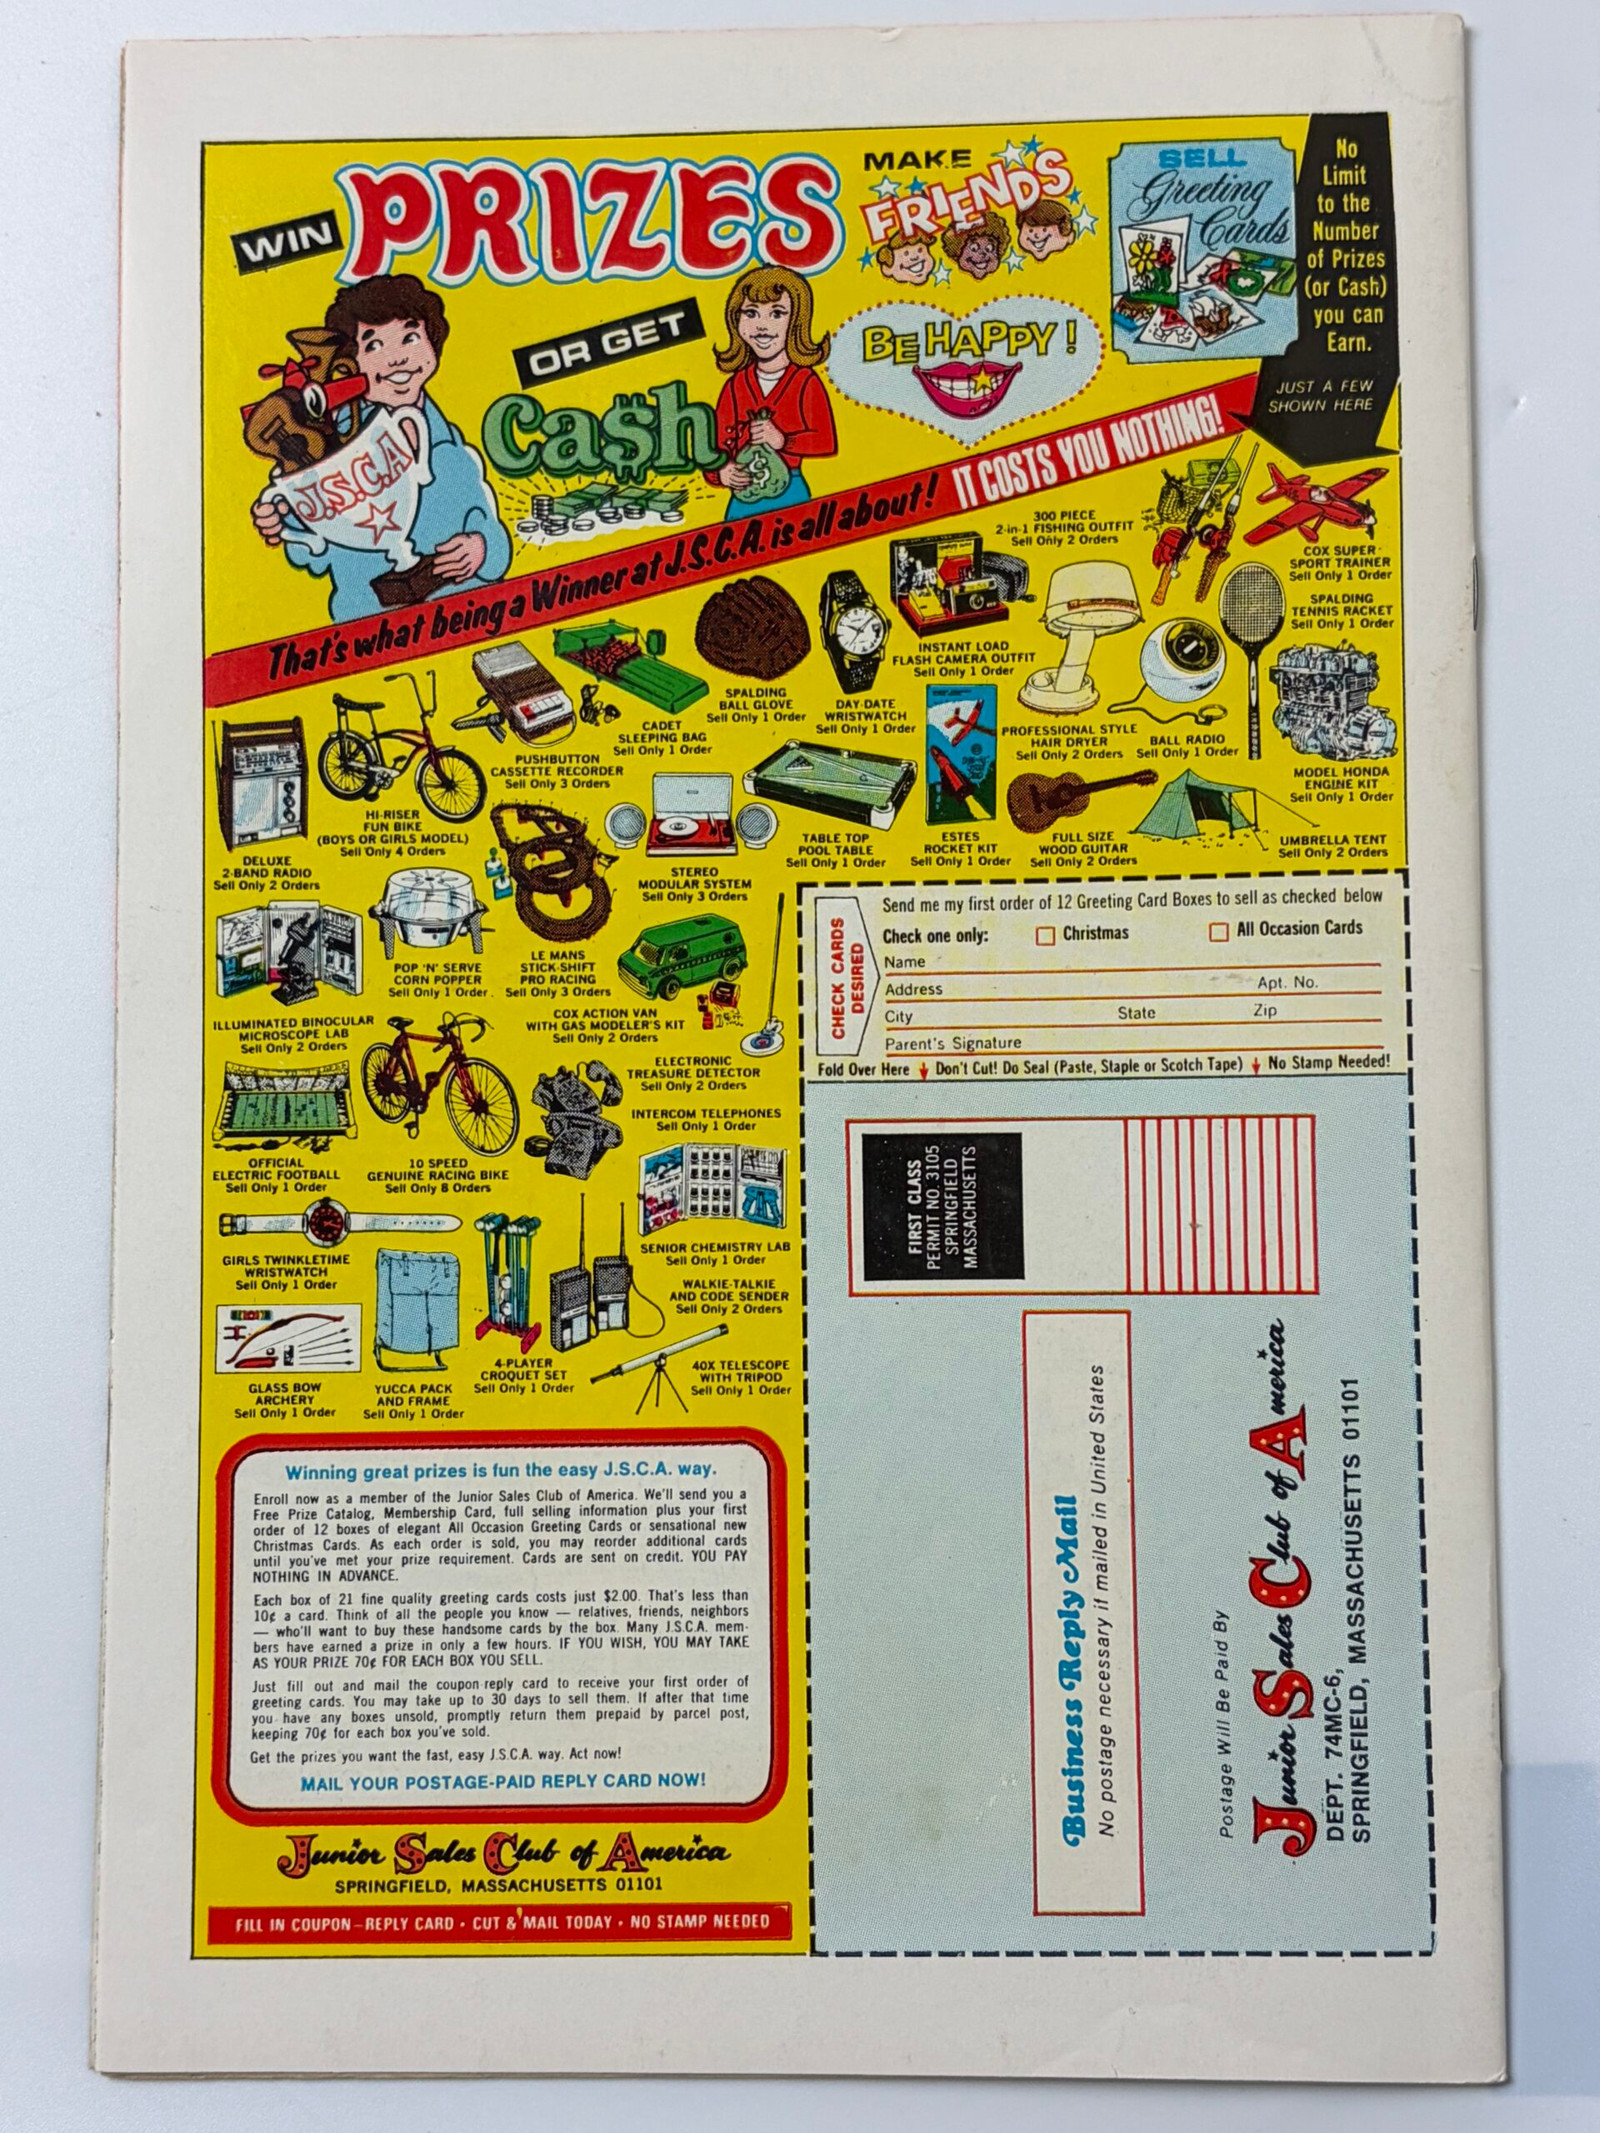 WIN
PRIZES
OR GET
Ca$h
MAKE
FRIENDS
BE HAPPY!
SELL
Greeting
Cards
No
Limit
to the
Number
of Prizes
(or Cash)
you can
Earn.
JUST A FEW
SHOWN HERE
J.S.C.A.
$
That's what being a Winner at J.S.C.A. is all about! IT COSTS YOU NOTHING!
300 PIECE
2-in-1 FISHING OUTFIT
Sell Only 2 Orders
COX SUPER-
SPORT TRAINER
Sell Only 1 Order
SPALDING
TENNIS RACKET
Sell Only 1 Order
INSTANT LOAD
FLASH CAMERA OUTFIT
Sell Only 1 Order
SPALDING
BALL GLOVE
Sell Only 1 Order
DAY-DATE
WRISTWATCH
Sell Only 1 Order
CADET
SLEEPING BAG
Sell Only 1 Order
PROFESSIONAL STYLE
HAIR DRYER
Sell Only 2 Orders
BALL RADIO
Sell Only 1 Order
PUSHBUTTON
CASSETTE RECORDER
Sell Only 3 Orders
MODEL HONDA
ENGINE KIT
Sell Only 1 Order
HI-RISER
FUN BIKE
(BOYS OR GIRLS MODEL)
Sell Only 4 Orders
TABLE TOP
POOL TABLE
Sell Only 1 Order
ESTES
ROCKET KIT
Sell Only 1 Order
FULL SIZE
WOOD GUITAR
Sell Only 2 Orders
UMBRELLA TENT
Sell Only 2 Orders
DELUXE
2-BAND RADIO
Sell Only 2 Orders
STEREO
MODULAR SYSTEM
Sell Only 3 Orders
POP 'N' SERVE
CORN POPPER
Sell Only 1 Order
LE MANS
STICK-SHIFT
PRO RACING
Sell Only 3 Orders
COX ACTION VAN
WITH GAS MODELER'S KIT
Sell Only 2 Orders
ILLUMINATED BINOCULAR
MICROSCOPE LAB
Sell Only 2 Orders
ELECTRONIC
TREASURE DETECTOR
Sell Only 2 Orders
INTERCOM TELEPHONES
Sell Only 1 Order
OFFICIAL
ELECTRIC FOOTBALL
Sell Only 1 Order
10 SPEED
GENUINE RACING BIKE
Sell Only 8 Orders
SENIOR CHEMISTRY LAB
Sell Only 1 Order
GIRLS TWINKLETIME
WRISTWATCH
Sell Only 1 Order
WALKIE-TALKIE
AND CODE SENDER
Sell Only 2 Orders
4-PLAYER
CROQUET SET
Sell Only 1 Order
40X TELESCOPE
WITH TRIPOD
Sell Only 1 Order
GLASS BOW
ARCHERY
Sell Only 1 Order
YUCCA PACK
AND FRAME
Sell Only 1 Order
Winning great prizes is fun the easy J.S.C.A. way.
Enroll now as a member of the Junior Sales Club of America. We'll send you a
Free Prize Catalog, Membership Card, full selling information plus your first
order of 12 boxes of elegant All Occasion Greeting Cards or sensational new
Christmas Cards. As each order is sold, you may reorder additional cards
until you've met your prize requirement. Cards are sent on credit. YOU PAY
NOTHING IN ADVANCE.
Each box of 21 fine quality greeting cards costs just $2.00. That's less than
10¢ a card. Think of all the people you know — relatives, friends, neighbors
— who'll want to buy these handsome cards by the box. Many J.S.C.A. mem-
bers have earned a prize in only a few hours. IF YOU WISH, YOU MAY TAKE
AS YOUR PRIZE 70¢ FOR EACH BOX YOU SELL.
Just fill out and mail the coupon-reply card to receive your first order of
greeting cards. You may take up to 30 days to sell them. If after that time
you have any boxes unsold, promptly return them prepaid by parcel post,
keeping 70¢ for each box you've sold.
Get the prizes you want the fast, easy J.S.C.A. way. Act now!
MAIL YOUR POSTAGE-PAID REPLY CARD NOW!
Junior Sales Club of America
SPRINGFIELD, MASSACHUSETTS 01101
FILL IN COUPON–REPLY CARD • CUT & MAIL TODAY • NO STAMP NEEDED
CHECK CARDS
DESIRED
Send me my first order of 12 Greeting Card Boxes to sell as checked below
Check one only: Christmas All Occasion Cards
Name
Address Apt. No.
City State Zip
Parent's Signature
Fold Over Here Don't Cut! Do Seal (Paste, Staple or Scotch Tape) No Stamp Needed!
FIRST CLASS
PERMIT NO. 3105
SPRINGFIELD
MASSACHUSETTS
Business Reply Mail
No postage necessary if mailed in United States
Postage Will Be Paid By
Junior Sales Club of America
DEPT. 74MC-6,
SPRINGFIELD, MASSACHUSETTS 01101